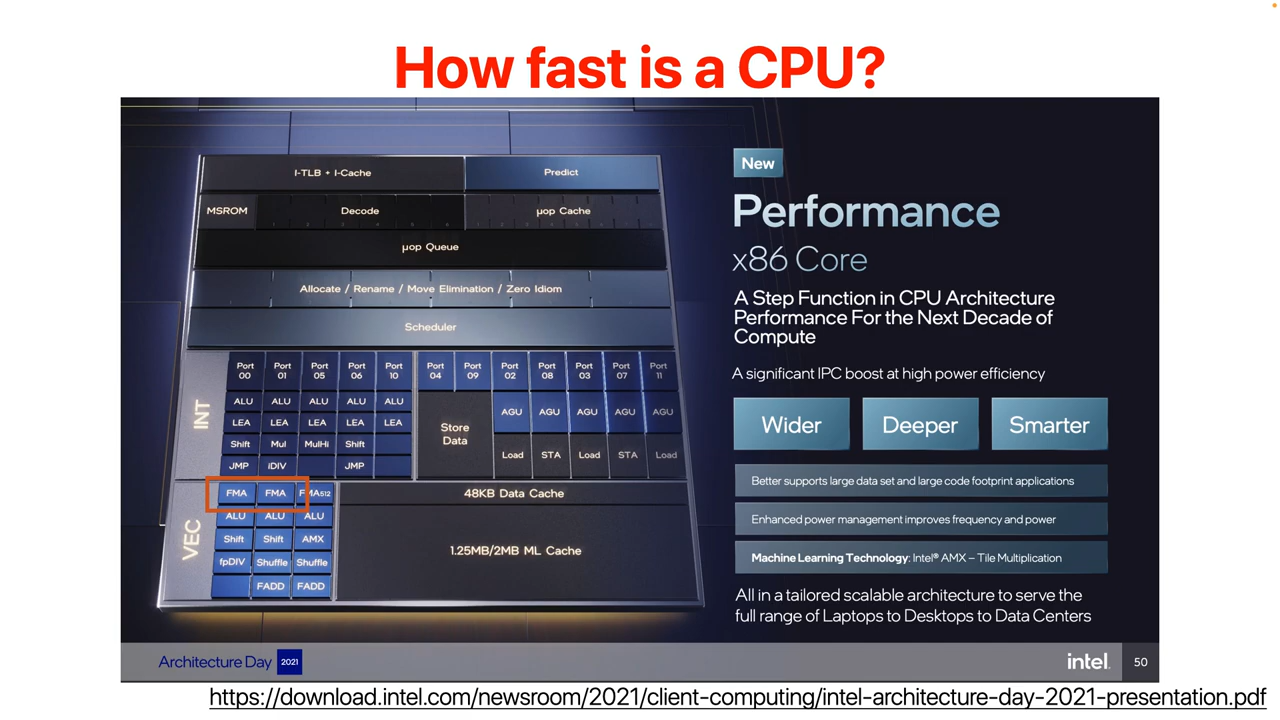 How fast is a CPU?
I-TLB + I-Cache
Predict
MSROM
Decode
μop Cache
μop Queue
Allocate / Rename / Move Elimination / Zero Idiom
Scheduler
INT
Port 00
Port 01
Port 05
Port 06
Port 10
Port 04
Port 09
Port 02
Port 08
Port 03
Port 07
Port 11
ALU ALU ALU ALU ALU
LEA LEA LEA LEA LEA
Shift Mul MulHi Shift
JMP iDIV JMP
Store
Data
AGU AGU AGU AGU AGU
Load STA Load STA Load
VEC
FMA FMA FMA512
ALU ALU ALU
Shift Shift AMX
fpDIV Shuffle Shuffle
FADD FADD
48KB Data Cache
1.25MB/2MB ML Cache
New
Performance
x86 Core
A Step Function in CPU Architecture
Performance For the Next Decade of
Compute
A significant IPC boost at high power efficiency
Wider
Deeper
Smarter
Better supports large data set and large code footprint applications
Enhanced power management improves frequency and power
Machine Learning Technology: Intel® AMX – Tile Multiplication
All in a tailored scalable architecture to serve the
full range of Laptops to Desktops to Data Centers
Architecture Day 2021
intel.
50
https://download.intel.com/newsroom/2021/client-computing/intel-architecture-day-2021-presentation.pdf